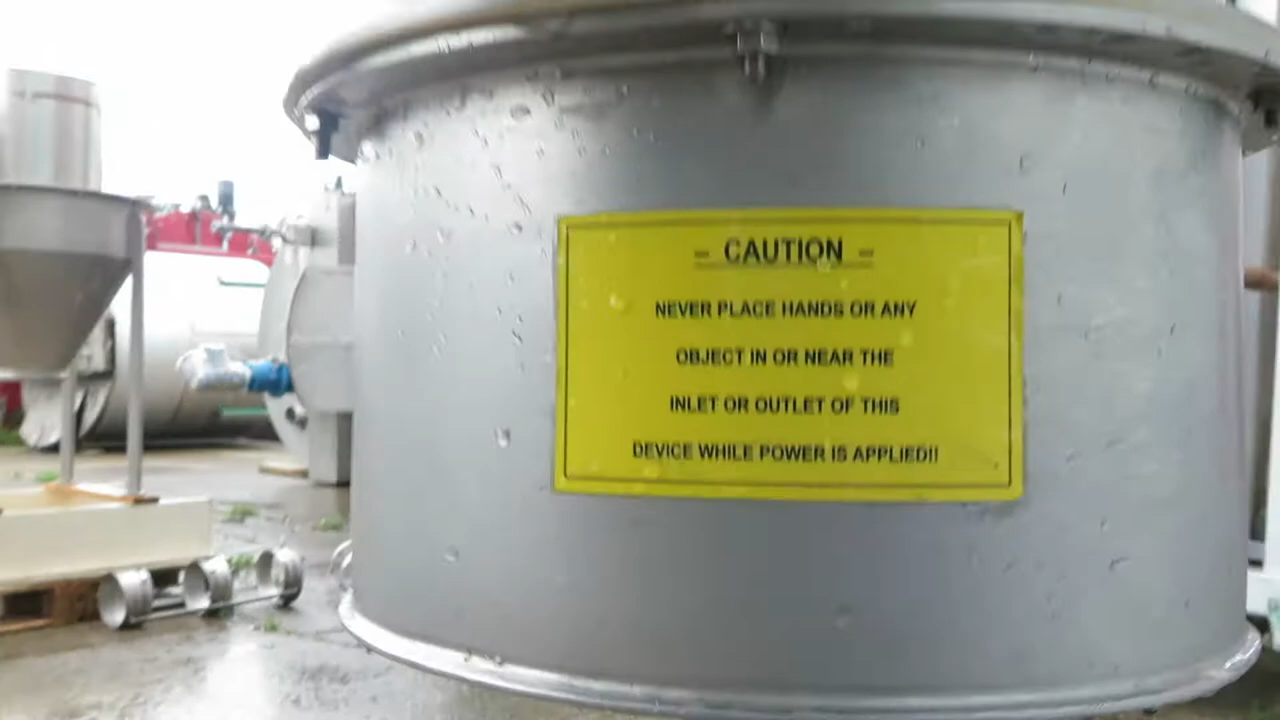 – CAUTION –
NEVER PLACE HANDS OR ANY
OBJECT IN OR NEAR THE
INLET OR OUTLET OF THIS
DEVICE WHILE POWER IS APPLIED!!